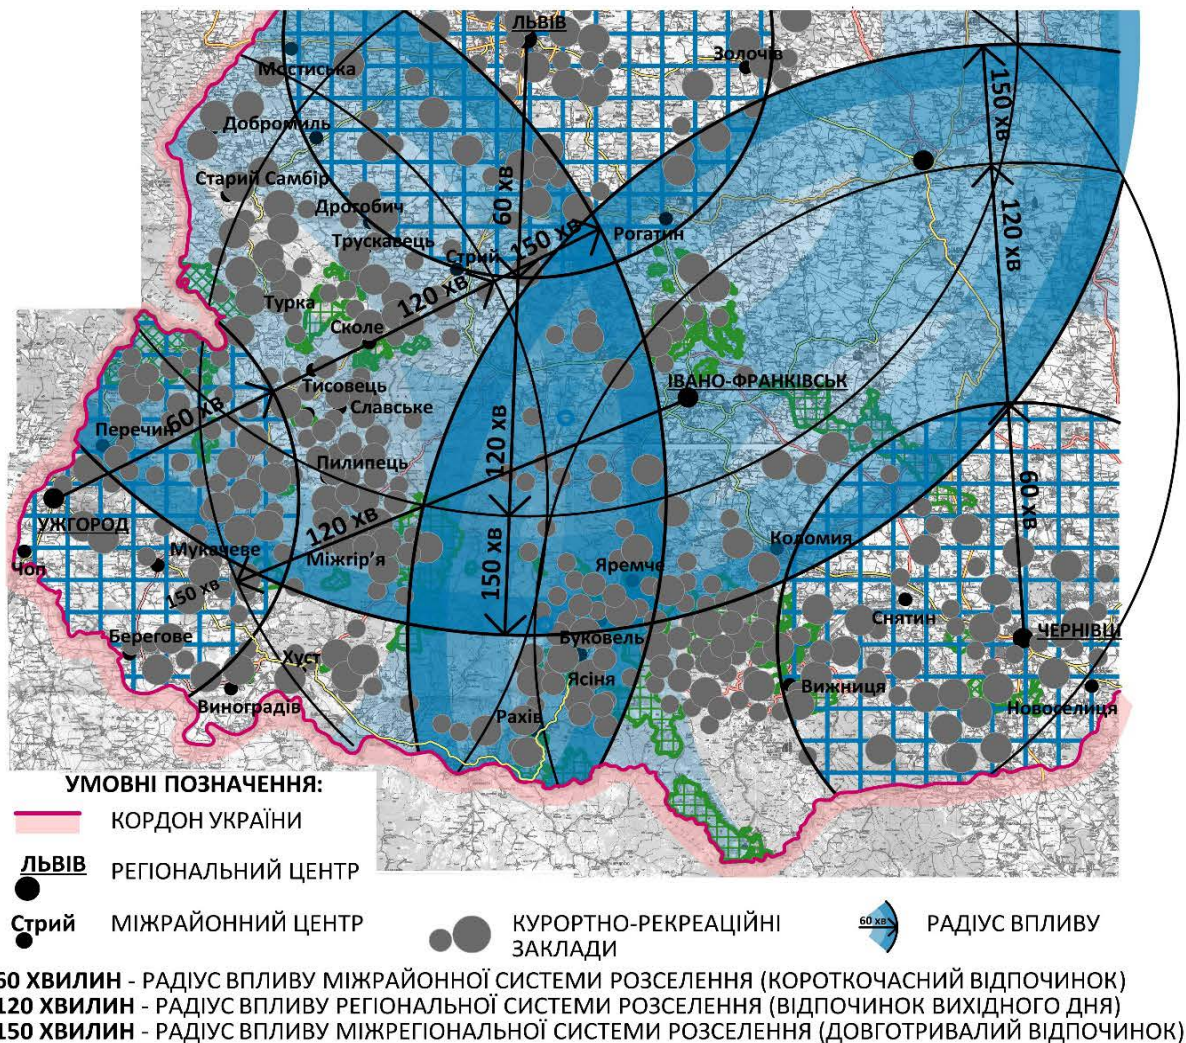 ЛЬВІВ
Золочів
Мостиська
150 хв
Добромиль
Старий Самбір
60 хв
120 хв
Дрогобич
150 хв
Рогатин
Трускавець
Стрий
120 хв
Турка
Сколе
Тисовець
ІВАНО-ФРАНКІВСЬК
Славське
60 хв
Перечин
120 хв
Пилипець
60 хв
УЖГОРОД
120 хв
Коломия
Мукачеве
Міжгір’я
Чоп
Яремче
150 хв
150 хв
Снятин
Берегове
Буковель
ЧЕРНІВЦІ
Хуст
Ясіня
Вижниця
Виноградів
Рахів
Новоселиця
УМОВНІ ПОЗНАЧЕННЯ:
КОРДОН УКРАЇНИ
ЛЬВІВ
РЕГІОНАЛЬНИЙ ЦЕНТР
Стрий
МІЖРАЙОННИЙ ЦЕНТР
КУРОРТНО-РЕКРЕАЦІЙНІ
ЗАКЛАДИ
60 хв
РАДІУС ВПЛИВУ
60 ХВИЛИН - РАДІУС ВПЛИВУ МІЖРАЙОННОЇ СИСТЕМИ РОЗСЕЛЕННЯ (КОРОТКОЧАСНИЙ ВІДПОЧИНОК)
120 ХВИЛИН - РАДІУС ВПЛИВУ РЕГІОНАЛЬНОЇ СИСТЕМИ РОЗСЕЛЕННЯ (ВІДПОЧИНОК ВИХІДНОГО ДНЯ)
150 ХВИЛИН - РАДІУС ВПЛИВУ МІЖРЕГІОНАЛЬНОЇ СИСТЕМИ РОЗСЕЛЕННЯ (ДОВГОТРИВАЛИЙ ВІДПОЧИНОК)